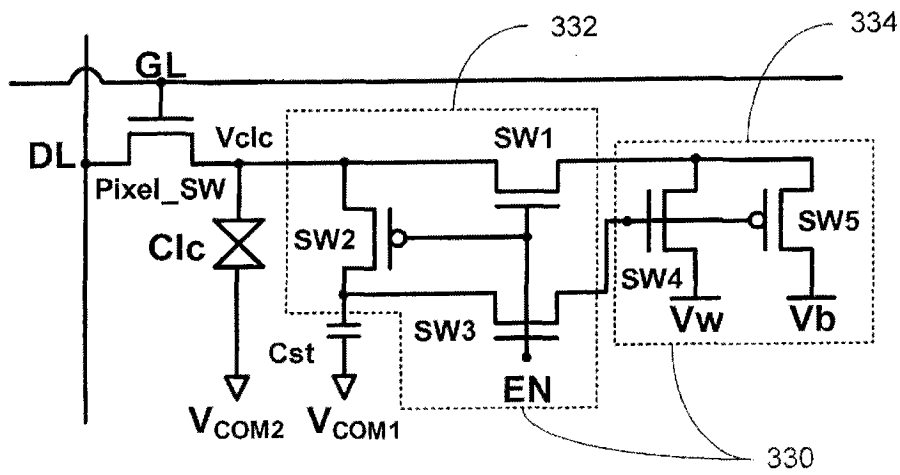 332
334
GL
Vclc
SW1
DL
Pixel_SW
SW2
SW5
Clc
SW4
SW3
Vw
Vb
Cst
EN
VCOM2
VCOM1
330